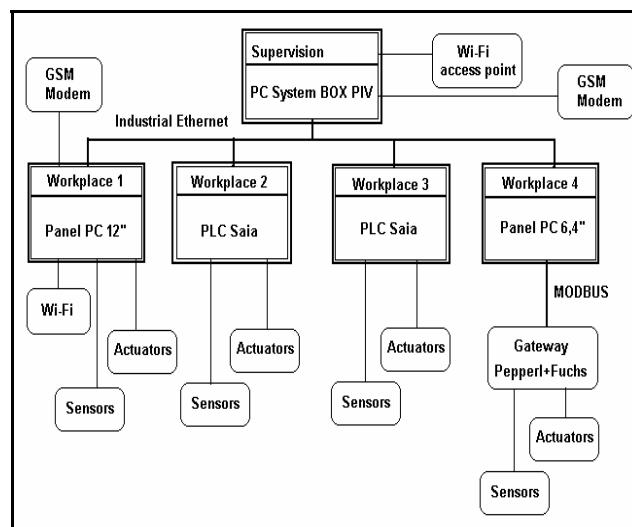 Supervision
PC System BOX PIV
Wi-Fi
access point
GSM
Modem
GSM
Modem
Industrial Ethernet
Workplace 1
Panel PC 12"
Workplace 2
PLC Saia
Workplace 3
PLC Saia
Workplace 4
Panel PC 6,4"
MODBUS
Wi-Fi
Actuators
Sensors
Actuators
Sensors
Actuators
Sensors
Gateway
Pepperl+Fuchs
Actuators
Sensors